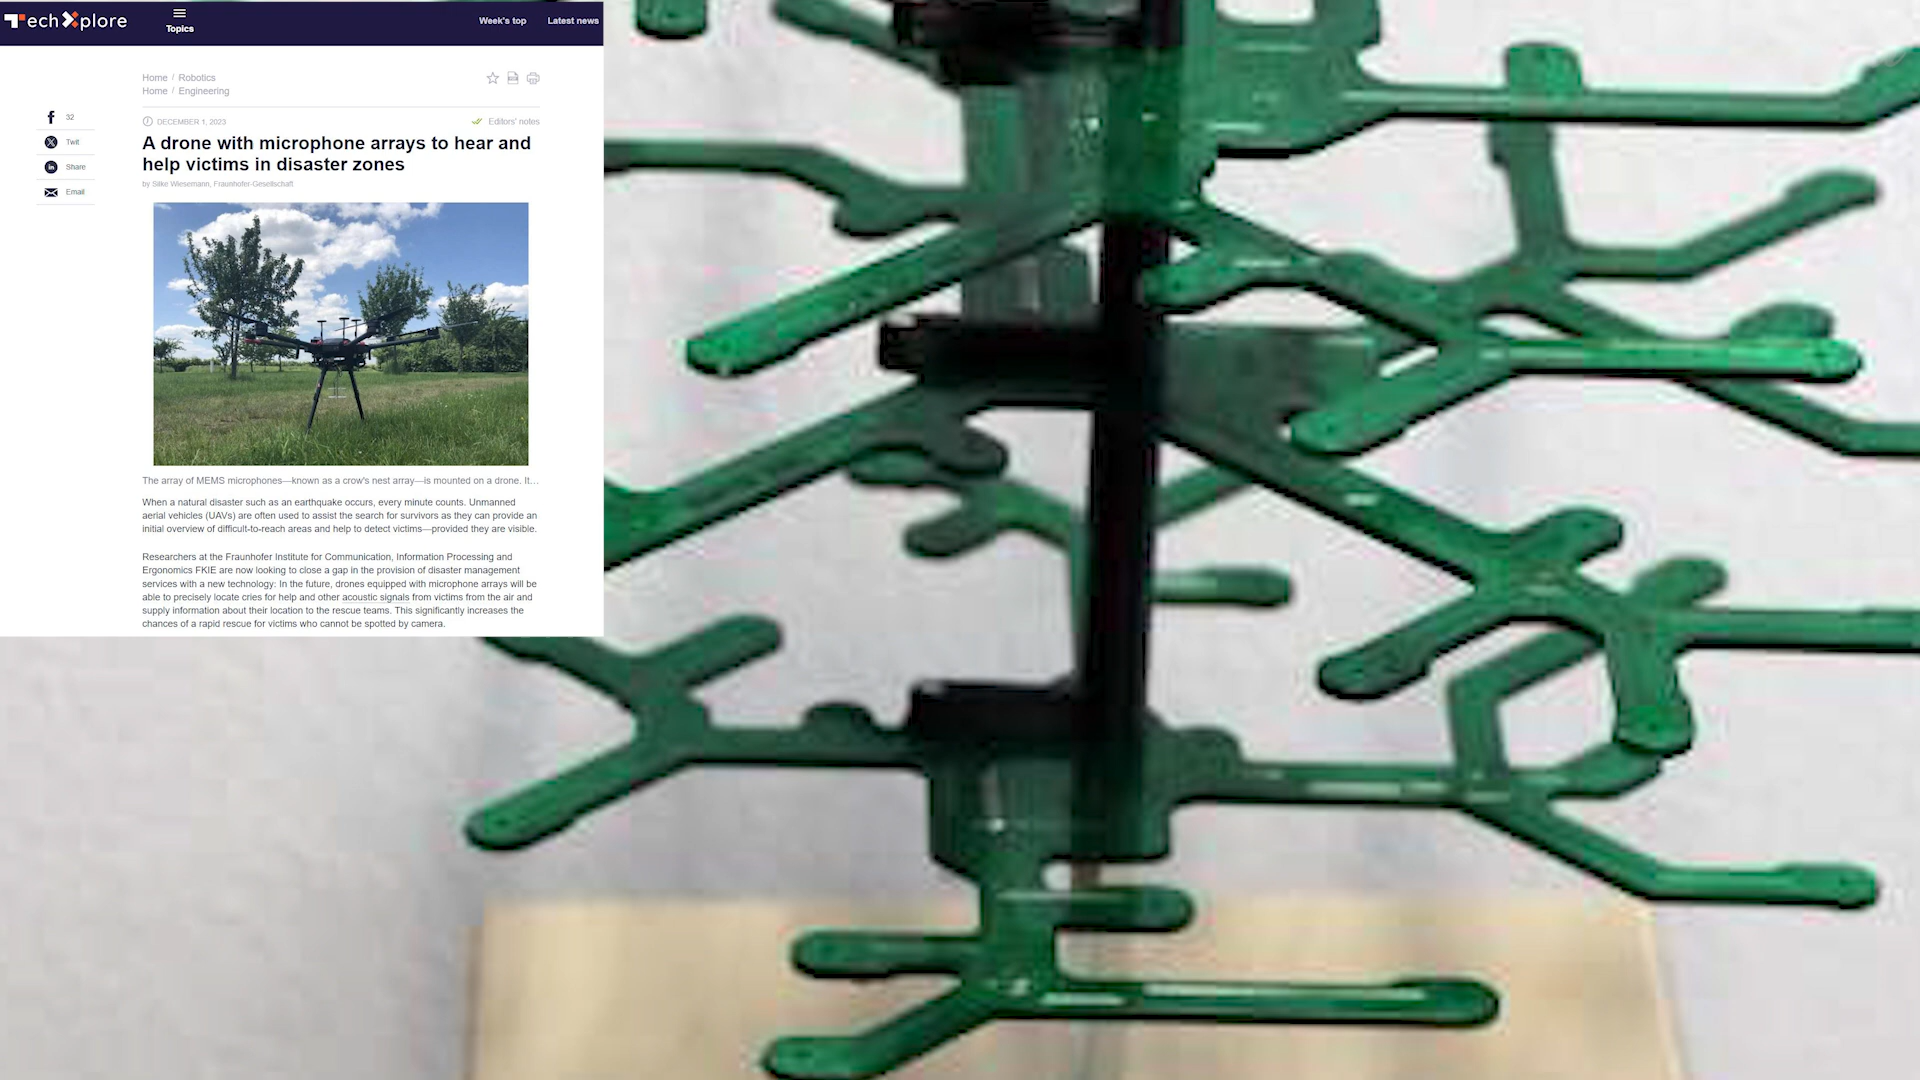 TechXplore
Topics
Week's top
Latest news
Home / Robotics
Home / Engineering
32
Twit
Share
Email
DECEMBER 1, 2023
Editors' notes
A drone with microphone arrays to hear and
help victims in disaster zones
by Silke Wiesemann, Fraunhofer-Gesellschaft
The array of MEMS microphones—known as a crow's nest array—is mounted on a drone. It…
When a natural disaster such as an earthquake occurs, every minute counts. Unmanned
aerial vehicles (UAVs) are often used to assist the search for survivors as they can provide an
initial overview of difficult-to-reach areas and help to detect victims—provided they are visible.
Researchers at the Fraunhofer Institute for Communication, Information Processing and
Ergonomics FKIE are now looking to close a gap in the provision of disaster management
services with a new technology: In the future, drones equipped with microphone arrays will be
able to precisely locate cries for help and other acoustic signals from victims from the air and
supply information about their location to the rescue teams. This significantly increases the
chances of a rapid rescue for victims who cannot be spotted by camera.